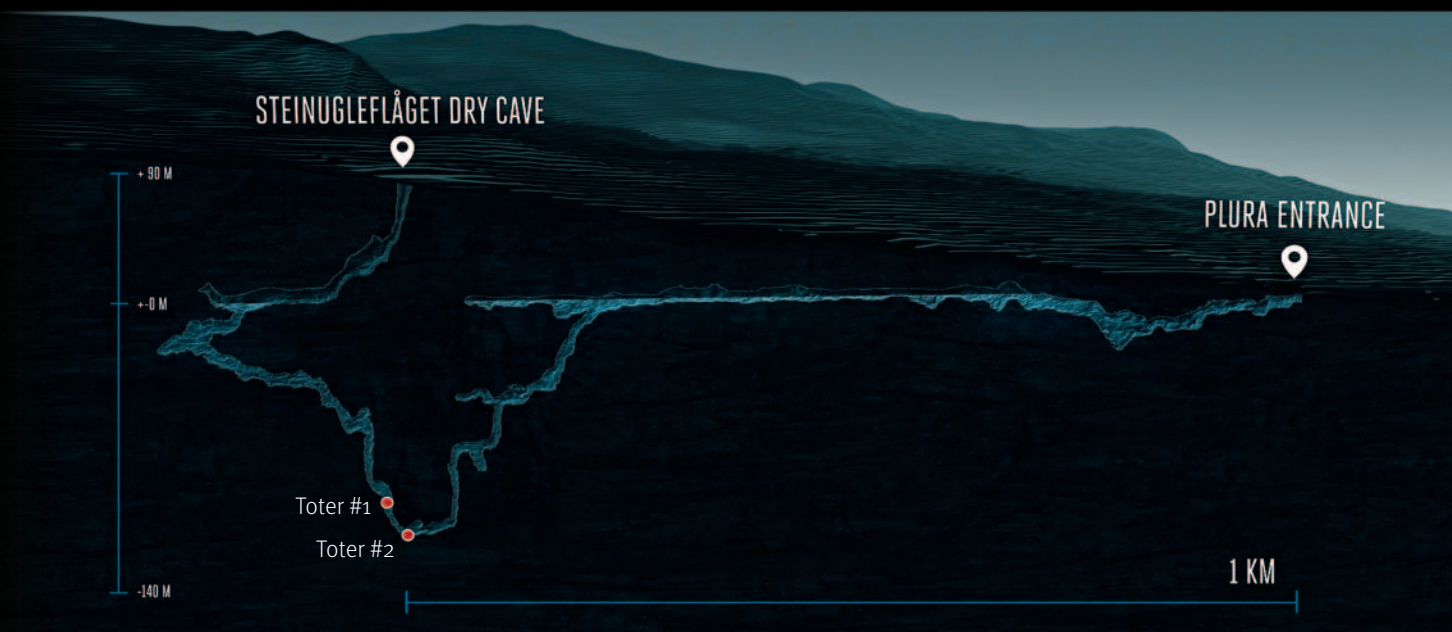 STEINUGLEFLÅGET DRY CAVE
+ 90 M
PLURA ENTRANCE
+-0 M
Toter #1
Toter #2
1 KM
-140 M